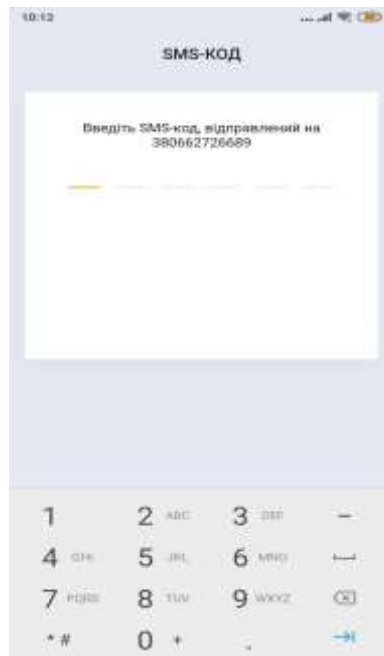 10:12
SMS-КОД
Введіть SMS-код, відправлений на
380662726689
1
2 ABC
3 DEF
4 GHI
5 JKL
6 MNO
7 PQRS
8 TUV
9 WXYZ
* #
0 +
.